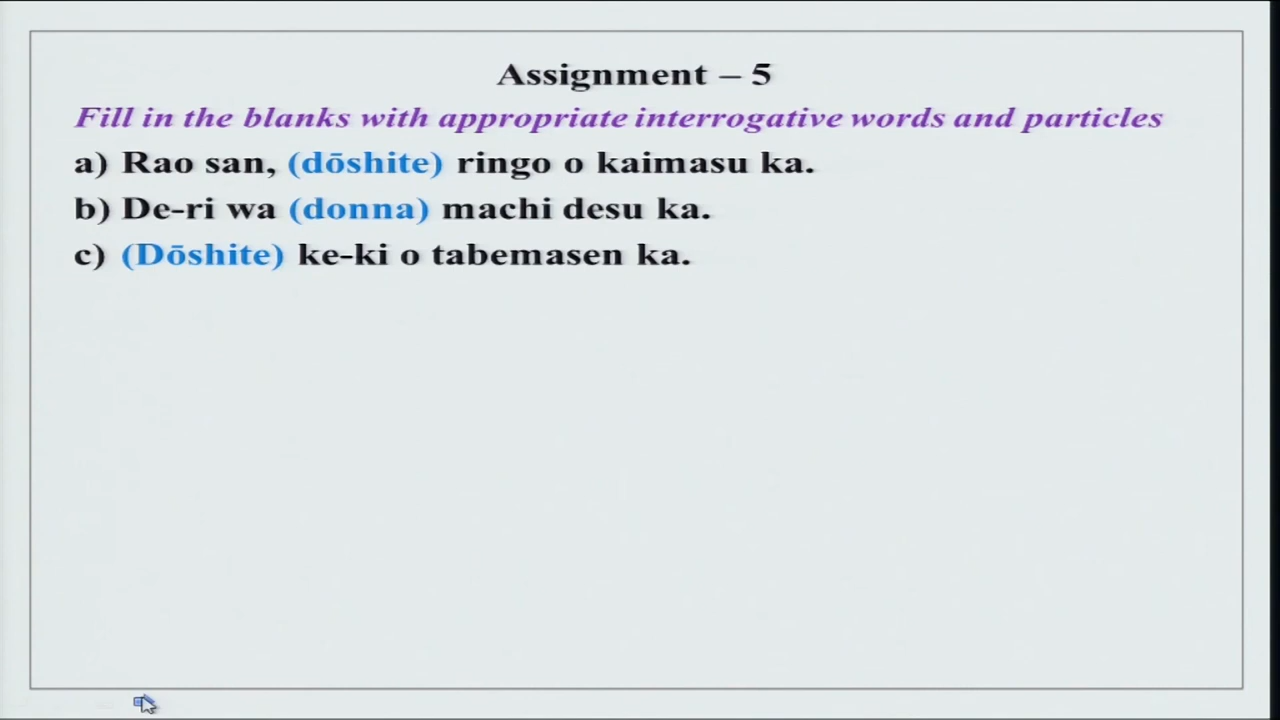 Assignment – 5
Fill in the blanks with appropriate interrogative words and particles
a) Rao san, (dōshite) ringo o kaimasu ka.
b) De-ri wa (donna) machi desu ka.
c) (Dōshite) ke-ki o tabemasen ka.